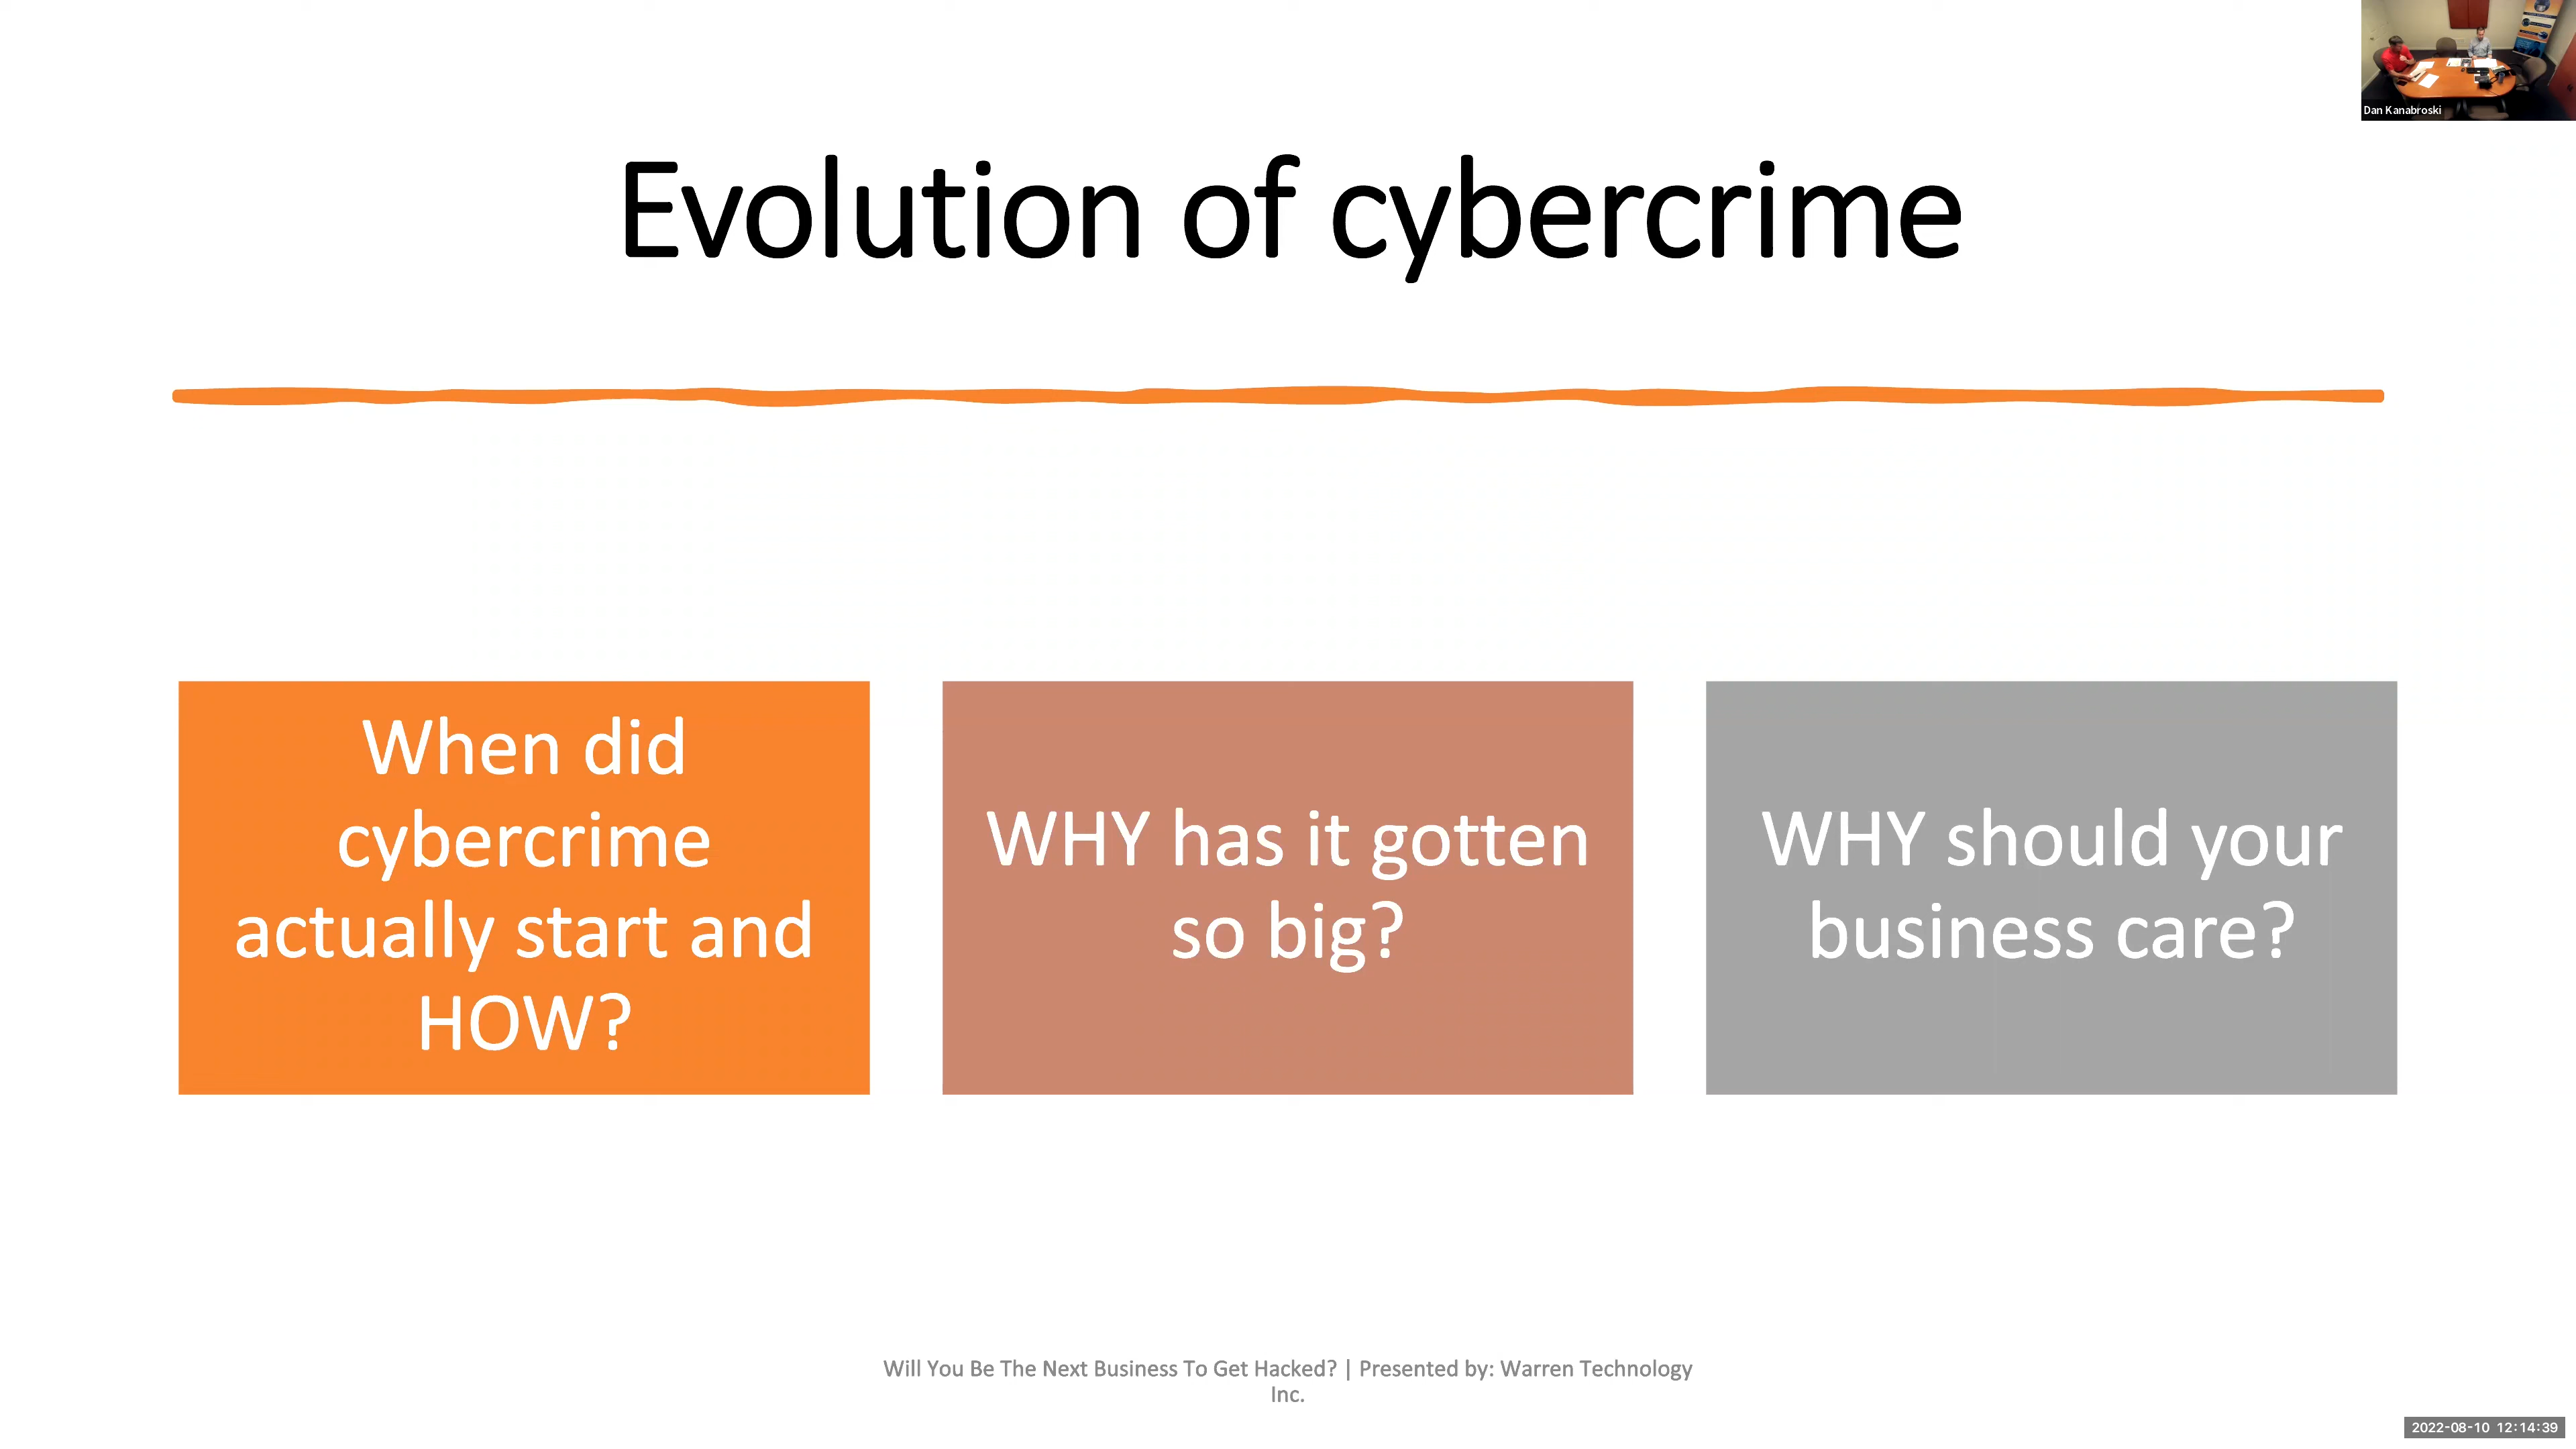 Dan Kanabroski
Evolution of cybercrime
When did
cybercrime
actually start and
HOW?
WHY has it gotten
so big?
WHY should your
business care?
Will You Be The Next Business To Get Hacked? | Presented by: Warren Technology
Inc.
2022-08-10 12:14:39